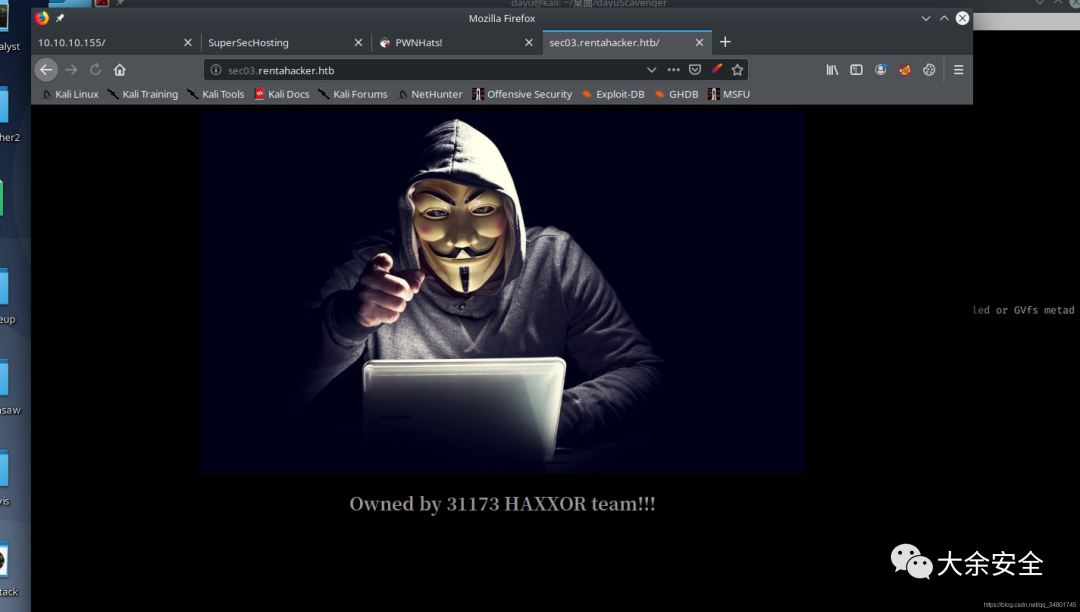 dayu@kali: ~/桌面/dayuScavenger
Mozilla Firefox
10.10.10.155/
SuperSecHosting
PWNHats!
sec03.rentahacker.htb/
sec03.rentahacker.htb
Kali Linux
Kali Training
Kali Tools
Kali Docs
Kali Forums
NetHunter
Offensive Security
Exploit-DB
GHDB
MSFU
alyst
her2
eup
saw
vis
tack
led or GVfs metad
Owned by 31173 HAXXOR team!!!
大余安全
https://blog.csdn.net/qq_34801745